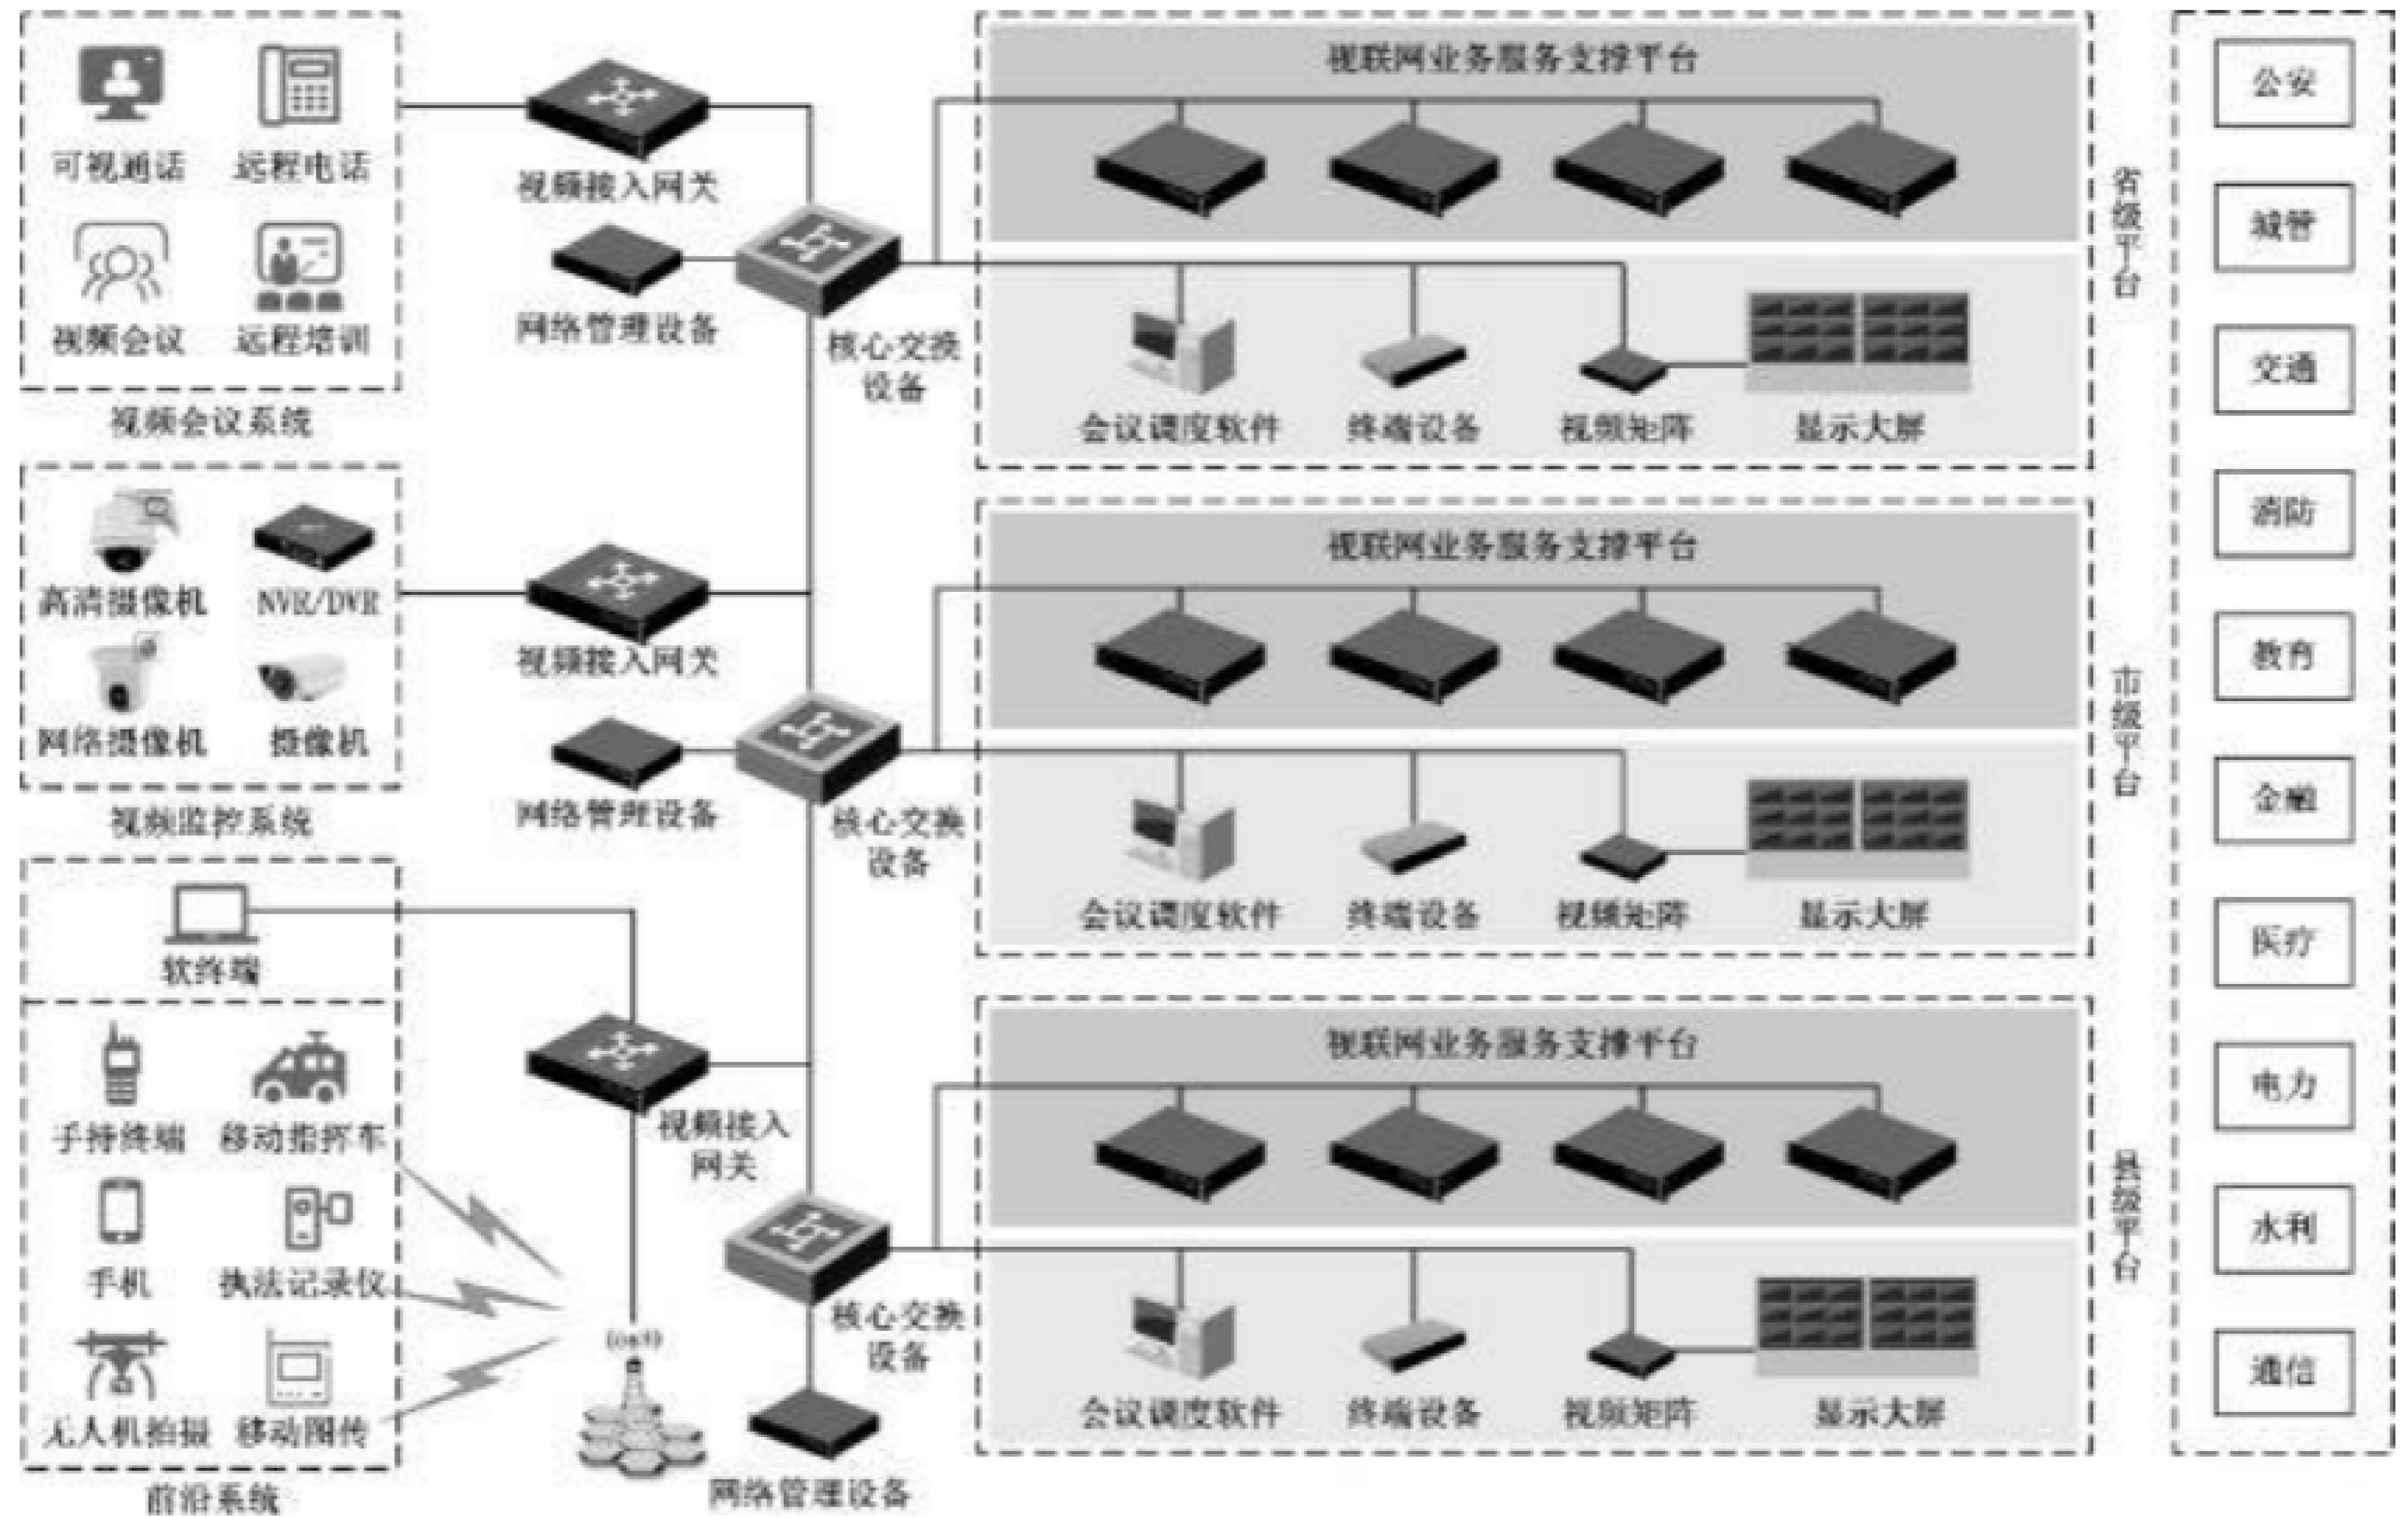 可视通话
远程电话
视频会议
远程培训
视频会议系统
高清摄像机
NVR/DVR
网络摄像机
摄像机
视频监控系统
软终端
手持终端
移动指挥车
手机
执法记录仪
无人机拍摄
移动图传
前沿系统
视频接入网关
网络管理设备
核心交换
设备
视频接入网关
网络管理设备
核心交换
设备
视频接入
网关
核心交换
设备
网络管理设备
视联网业务服务支撑平台
会议调度软件
终端设备
视频矩阵
显示大屏
省级平台
视联网业务服务支撑平台
会议调度软件
终端设备
视频矩阵
显示大屏
市级平台
视联网业务服务支撑平台
会议调度软件
终端设备
视频矩阵
显示大屏
县级平台
公安
城管
交通
消防
教育
金融
医疗
电力
水利
通信